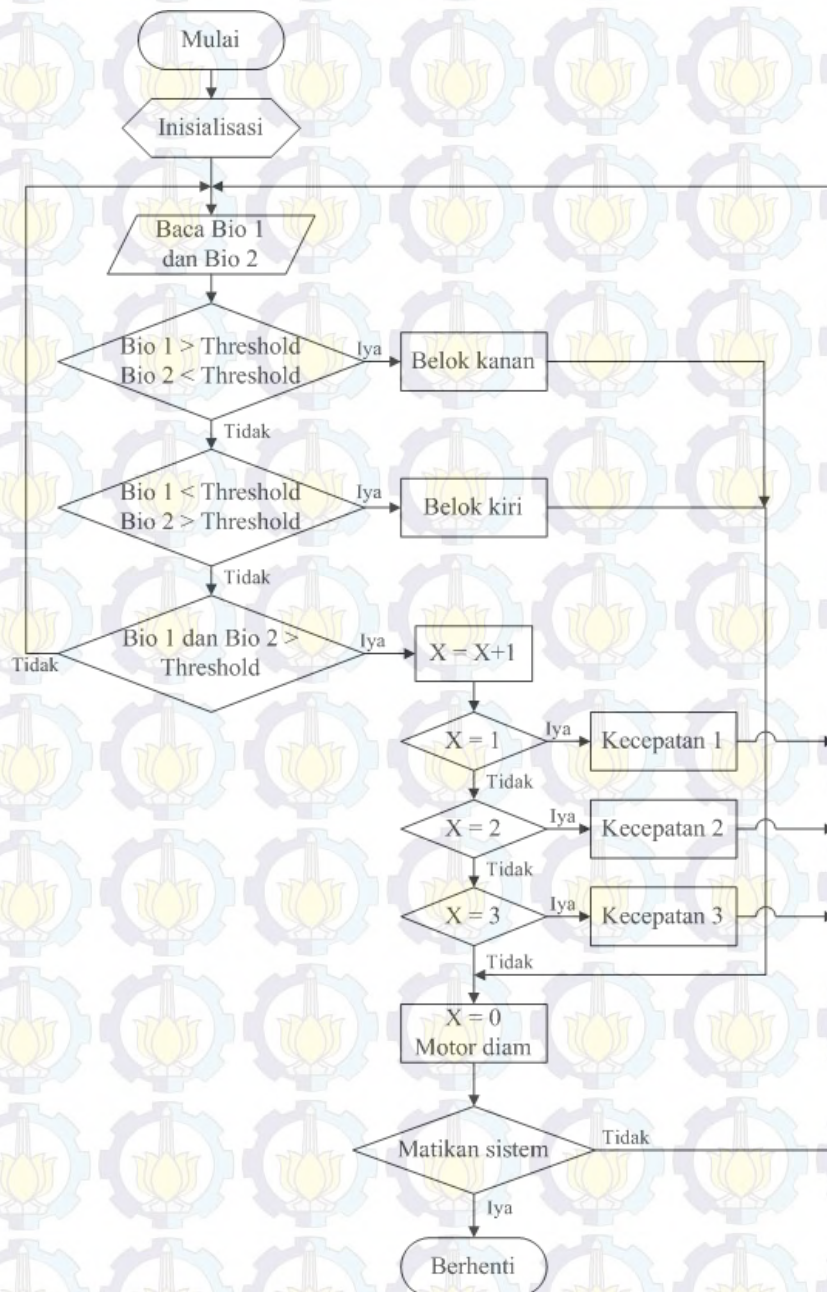 Mulai
Inisialisasi
Baca Bio 1
dan Bio 2
Bio 1 > Threshold
Bio 2 < Threshold
Iya
Belok kanan
Tidak
Bio 1 < Threshold
Bio 2 > Threshold
Iya
Belok kiri
Tidak
Bio 1 dan Bio 2 >
Threshold
Tidak
Iya
X = X+1
X = 1
Iya
Kecepatan 1
Tidak
X = 2
Iya
Kecepatan 2
Tidak
X = 3
Iya
Kecepatan 3
Tidak
X = 0
Motor diam
Matikan sistem
Tidak
Iya
Berhenti